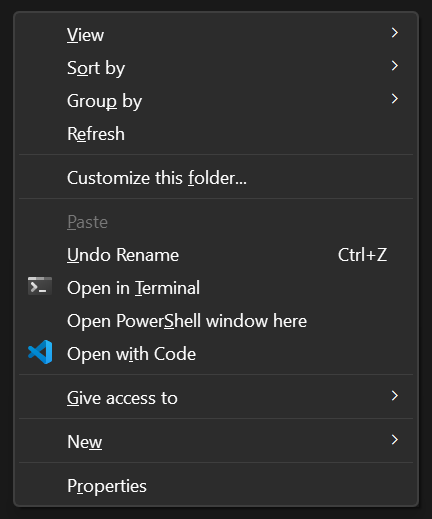 View
Sort by
Group by
Refresh
Customize this folder...
Paste
Undo Rename Ctrl+Z
Open in Terminal
Open PowerShell window here
Open with Code
Give access to
New
Properties